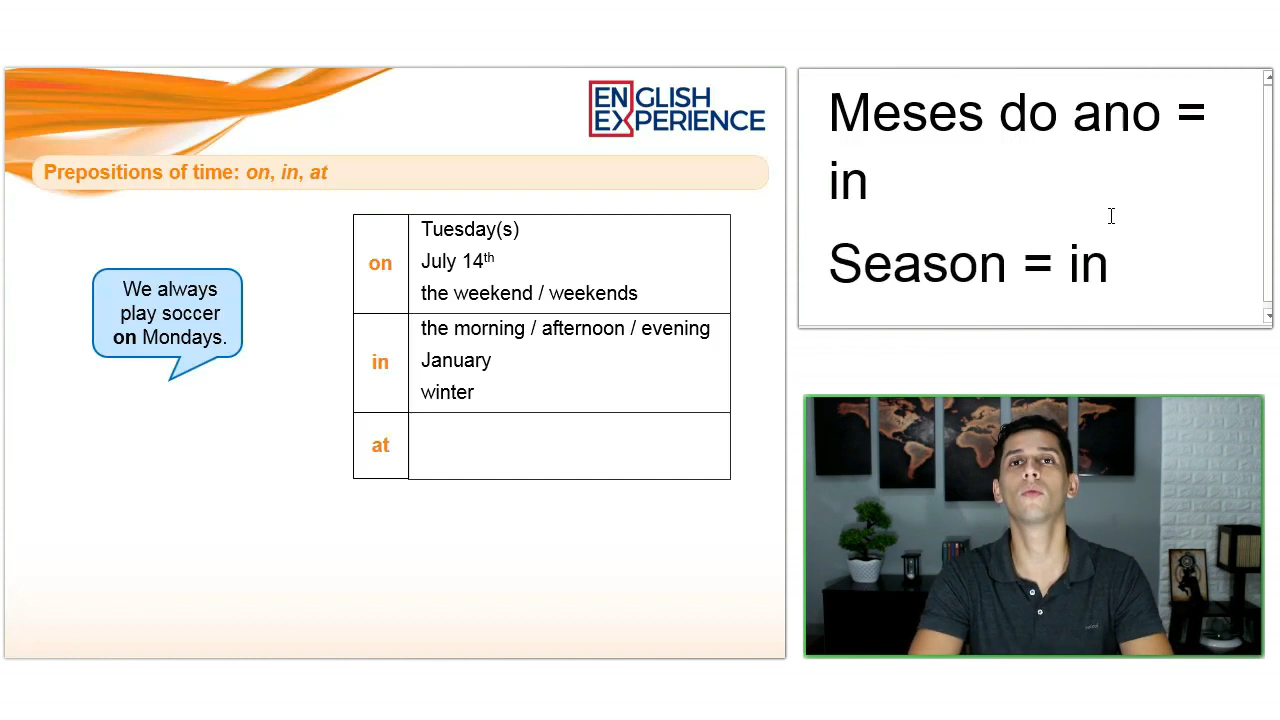 ENGLISH
EXPERIENCE
Prepositions of time: on, in, at
We always
play soccer
on Mondays.
on
Tuesday(s)
July 14th
the weekend / weekends
in
the morning / afternoon / evening
January
winter
at
Meses do ano =
in
Season = in